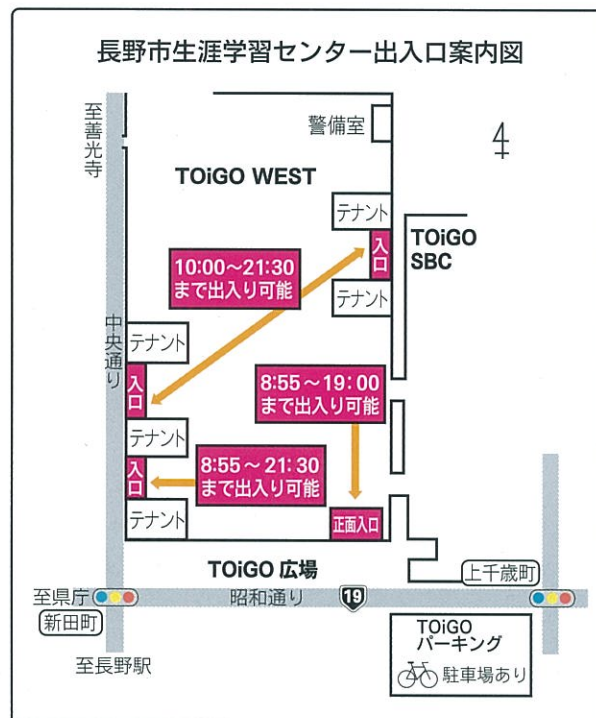 長野市生涯学習センター出入口案内図
至善光寺
警備室
4
TOiGO WEST
テナント
入口
TOiGO
SBC
10:00～21:30
まで出入り可能
テナント
中央通り
テナント
入口
8:55～19:00
まで出入り可能
テナント
入口
8:55～21:30
まで出入り可能
テナント
正面入口
TOiGO 広場
上千歳町
至県庁
昭和通り
19
新田町
TOiGO
パーキング
駐車場あり
至長野駅